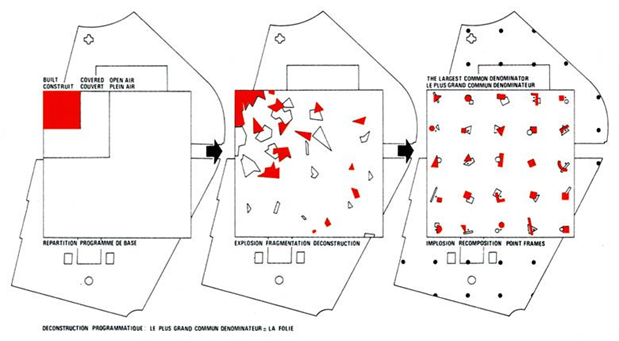 BUILT COVERED OPEN AIR
CONSTRUIT COUVERT PLEIN AIR
THE LARGEST COMMON DENOMINATOR
LE PLUS GRAND COMMUN DENOMINATEUR
REPARTITION PROGRAMME DE BASE
EXPLOSION FRAGMENTATION DECONSTRUCTION
IMPLOSION RECOMPOSITION POINT FRAMES
DECONSTRUCTION PROGRAMMATIQUE : LE PLUS GRAND COMMUN DENOMINATEUR = LA FOLIE